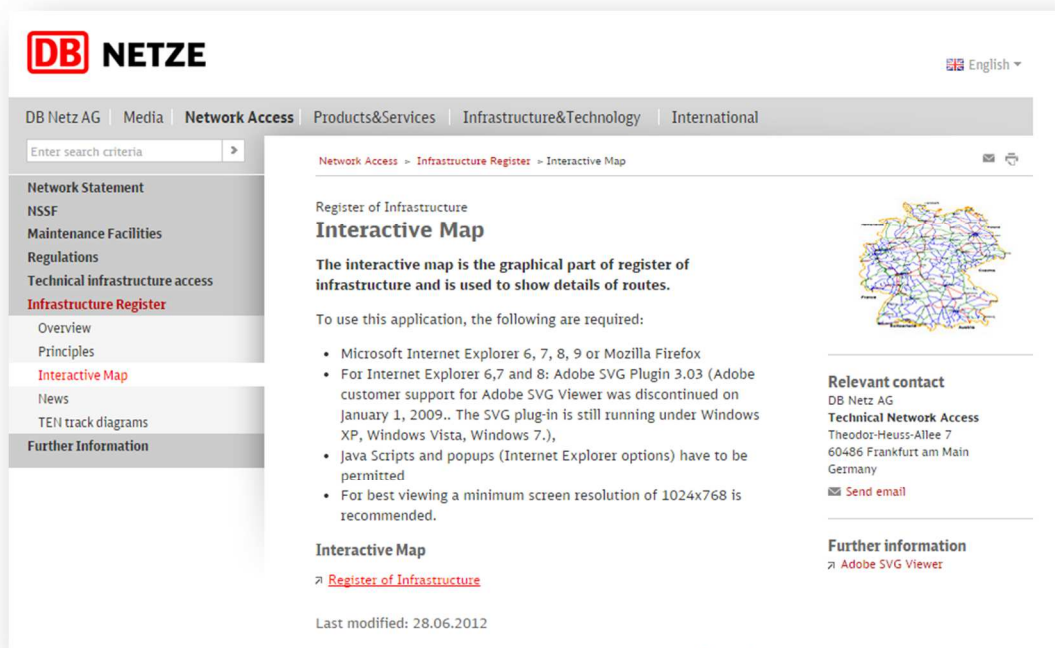 DB NETZE
English
DB Netz AG Media Network Access Products&Services Infrastructure&Technology International
Enter search criteria
Network Statement
NSSF
Maintenance Facilities
Regulations
Technical infrastructure access
Infrastructure Register
Overview
Principles
Interactive Map
News
TEN track diagrams
Further Information
Network Access » Infrastructure Register » Interactive Map
Register of Infrastructure
Interactive Map
The interactive map is the graphical part of register of
infrastructure and is used to show details of routes.
To use this application, the following are required:
• Microsoft Internet Explorer 6, 7, 8, 9 or Mozilla Firefox
• For Internet Explorer 6,7 and 8: Adobe SVG Plugin 3.03 (Adobe
customer support for Adobe SVG Viewer was discontinued on
January 1, 2009.. The SVG plug-in is still running under Windows
XP, Windows Vista, Windows 7.),
• Java Scripts and popups (Internet Explorer options) have to be
permitted
• For best viewing a minimum screen resolution of 1024x768 is
recommended.
Interactive Map
Register of Infrastructure
Last modified: 28.06.2012
Relevant contact
DB Netz AG
Technical Network Access
Theodor-Heuss-Allee 7
60486 Frankfurt am Main
Germany
Send email
Further information
Adobe SVG Viewer